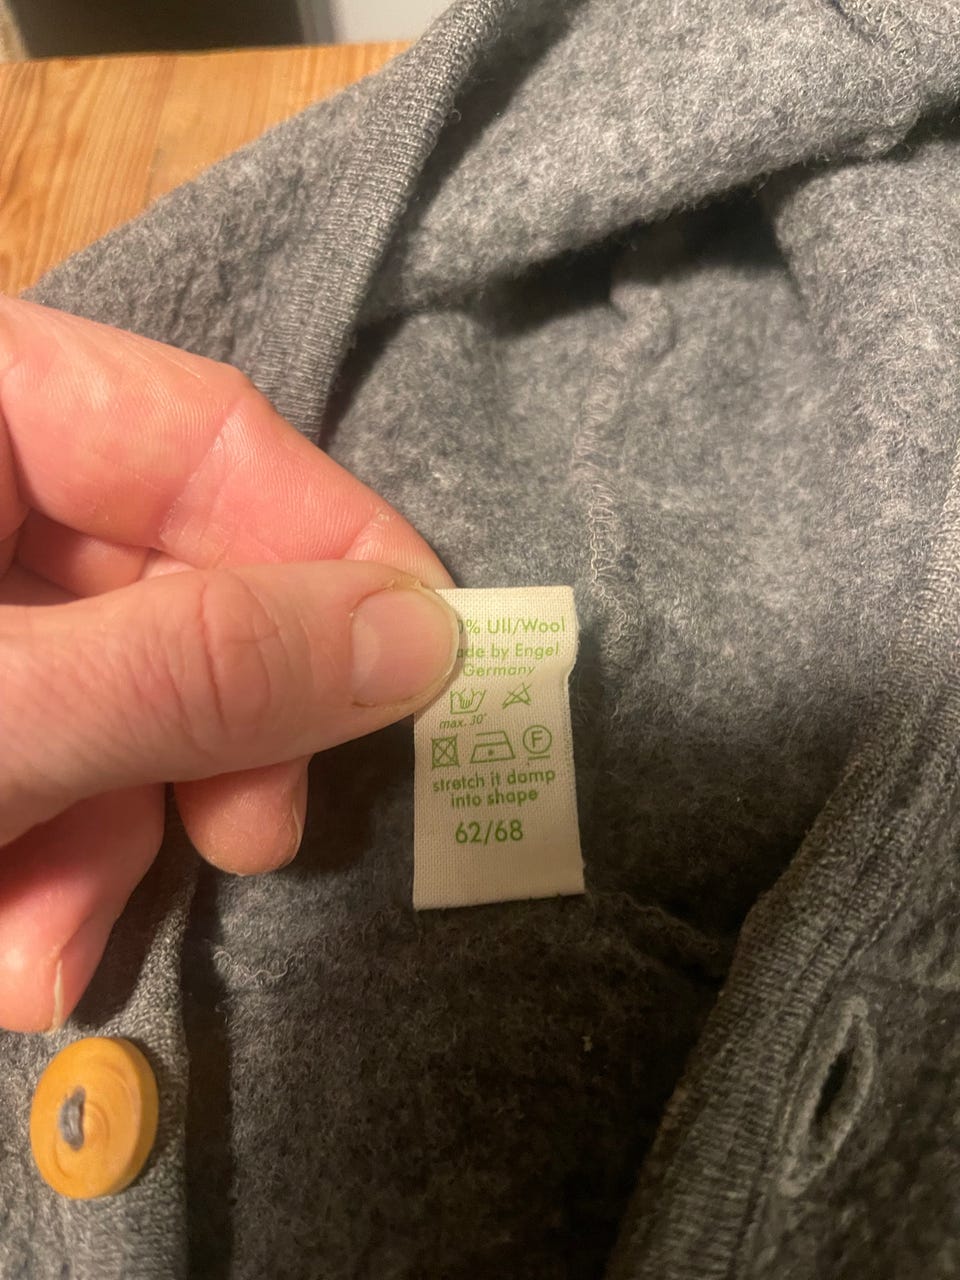 % Ull/Wool
by Engel
Germany
max. 30°
F
stretch it damp
into shape
62/68